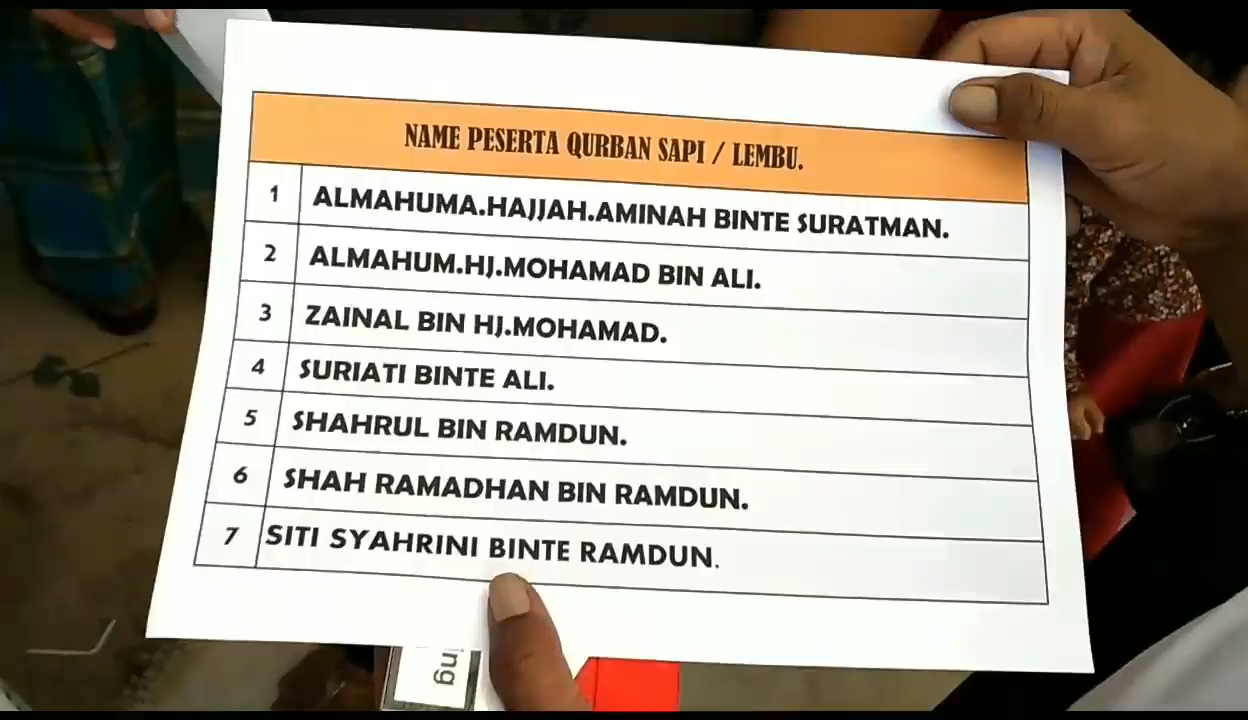 NAME PESERTA QURBAN SAPI / LEMBU.
1 ALMAHUMA.HAJJAH.AMINAH BINTE SURATMAN.
2 ALMAHUM.HJ.MOHAMAD BIN ALI.
3 ZAINAL BIN HJ.MOHAMAD.
4 SURIATI BINTE ALI.
5 SHAHRUL BIN RAMDUN.
6 SHAH RAMADHAN BIN RAMDUN.
7 SITI SYAHRINI BINTE RAMDUN.